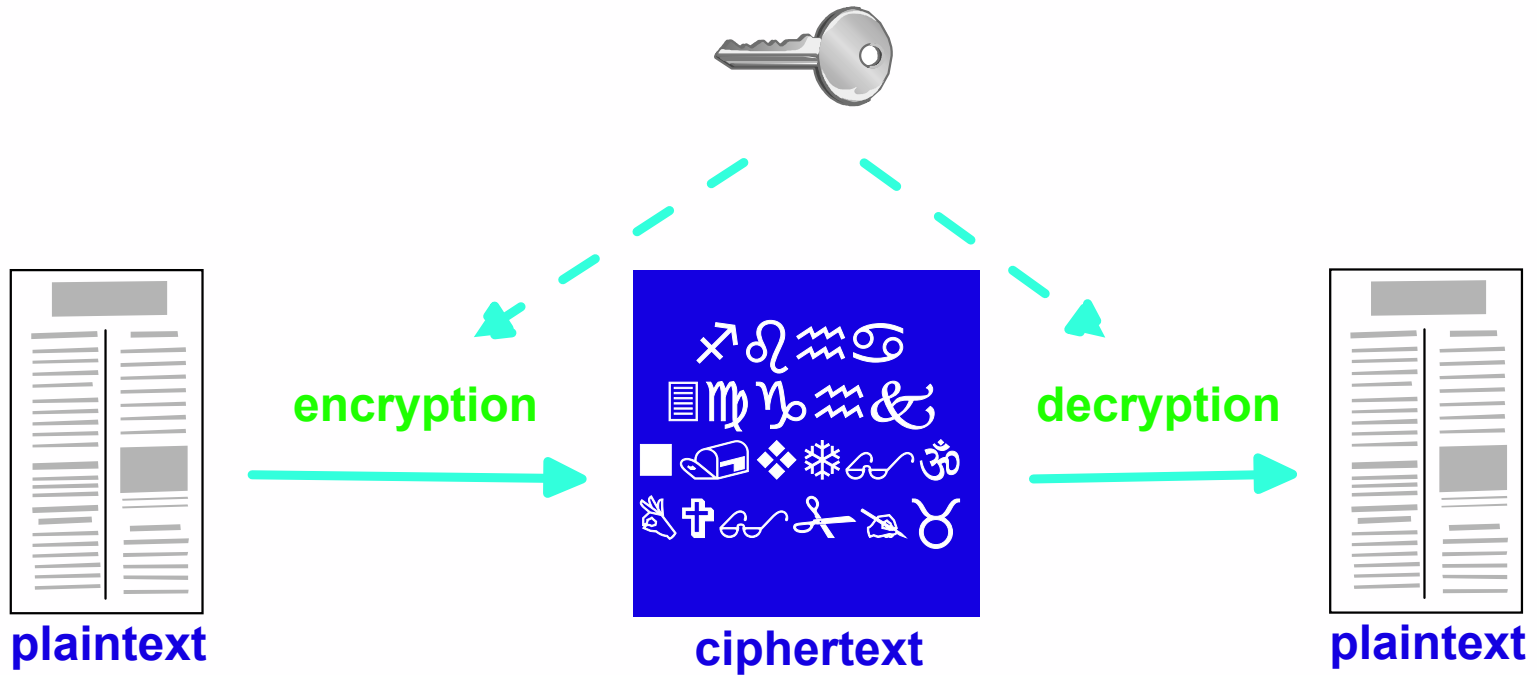 encryption
decryption
plaintext
ciphertext
plaintext